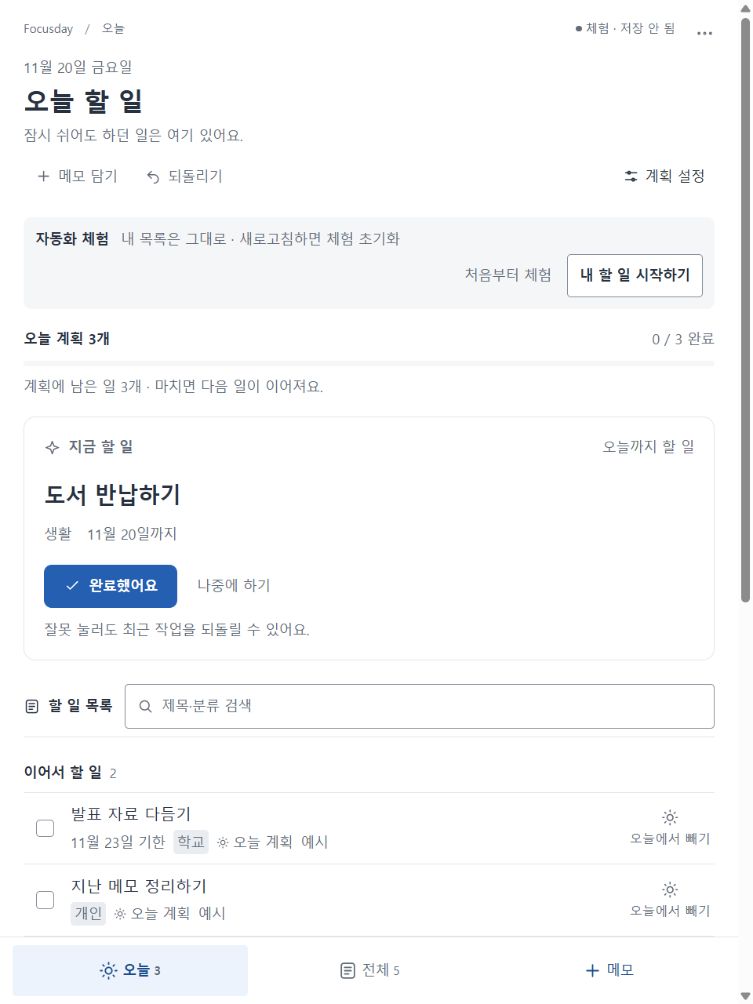 Focusday / 오늘
체험 · 저장 안 됨 ...
11월 20일 금요일
오늘 할 일
잠시 쉬어도 하던 일은 여기 있어요.
메모 담기 되돌리기 계획 설정
자동화 체험 내 목록은 그대로 · 새로고침하면 체험 초기화
처음부터 체험 내 할 일 시작하기
오늘 계획 3개 0 / 3 완료
계획에 남은 일 3개 · 마치면 다음 일이 이어져요.
지금 할 일 오늘까지 할 일
도서 반납하기
생활 11월 20일까지
완료했어요 나중에 하기
잘못 눌러도 최근 작업을 되돌릴 수 있어요.
할 일 목록 제목·분류 검색
이어서 할 일 2
발표 자료 다듬기
11월 23일 기한 학교 오늘 계획 예시
오늘에서 빼기
지난 메모 정리하기
개인 오늘 계획 예시
오늘에서 빼기
오늘 3 전체 5 메모